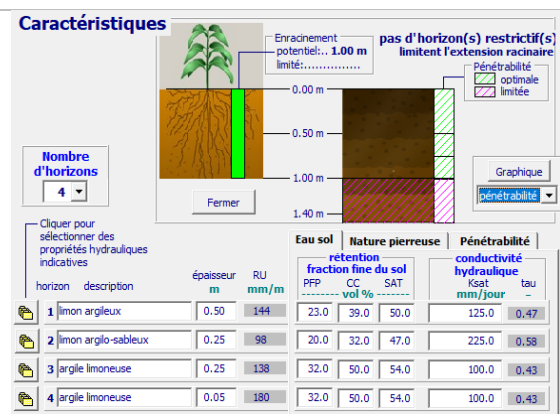 Caractéristiques
Enracinement
potentiel:.. 1.00 m
limité:...............
pas d'horizon(s) restrictif(s)
limitent l'extension racinaire
Pénétrabilité
optimale
limitée
0.00 m
0.50 m
1.00 m
1.40 m
Nombre
d'horizons
4
Fermer
Graphique
pénétrabilité
Cliquer pour
sélectionner des
propriétés hydrauliques
indicatives
Eau sol Nature pierreuse Pénétrabilité
rétention
fraction fine du sol
conductivité
hydraulique
horizon description épaisseur RU PFP CC SAT Ksat tau
m mm/m -------- vol % ------- mm/jour –
1 limon argileux 0.50 144 23.0 39.0 50.0 125.0 0.47
2 limon argilo-sableux 0.25 98 20.0 32.0 47.0 225.0 0.58
3 argile limoneuse 0.25 138 32.0 50.0 54.0 100.0 0.43
4 argile limoneuse 0.05 180 32.0 50.0 54.0 100.0 0.43